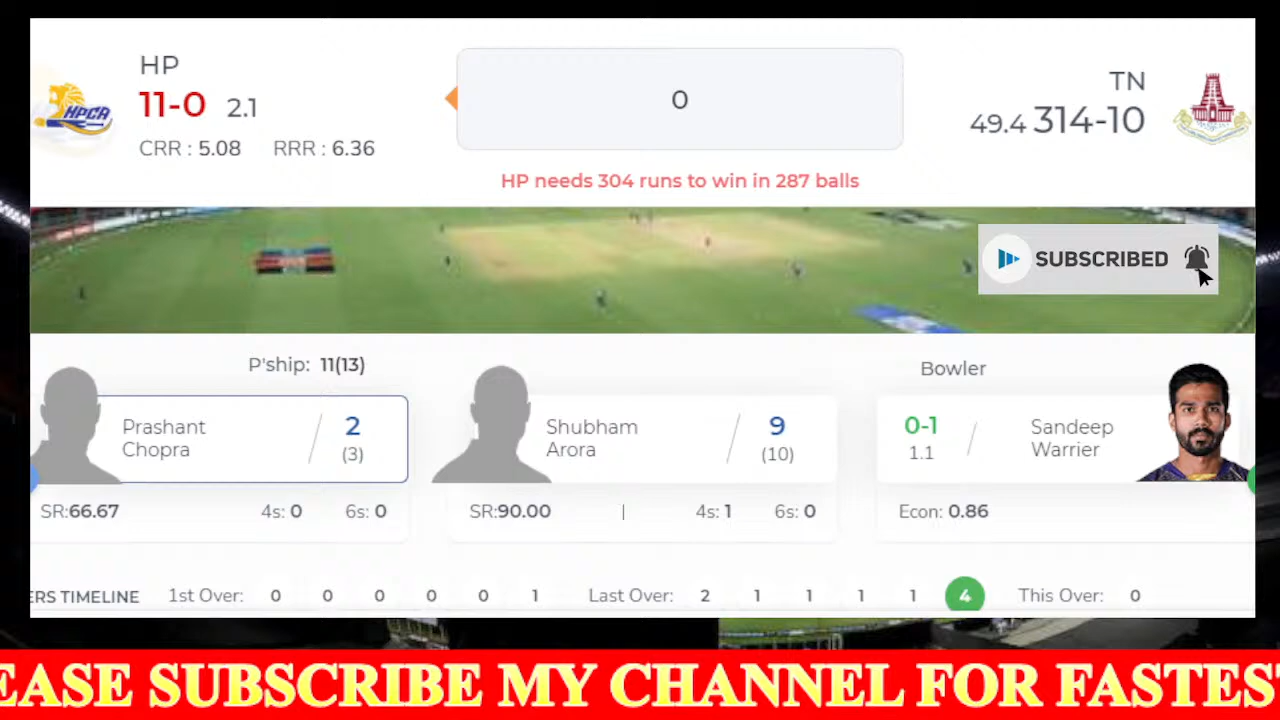 HP
11-0 2.1
CRR : 5.08 RRR : 6.36
HPCA
0
HP needs 304 runs to win in 287 balls
TN
49.4 314-10
SUBSCRIBED
P'ship: 11(13)
Prashant
Chopra
2
(3)
SR:66.67 4s: 0 6s: 0
Shubham
Arora
9
(10)
SR:90.00 | 4s: 1 6s: 0
Bowler
0-1
1.1
Sandeep
Warrier
Econ: 0.86
ERS TIMELINE 1st Over: 0 0 0 0 0 1 Last Over: 2 1 1 1 1 4 This Over: 0
EASE SUBSCRIBE MY CHANNEL FOR FASTES